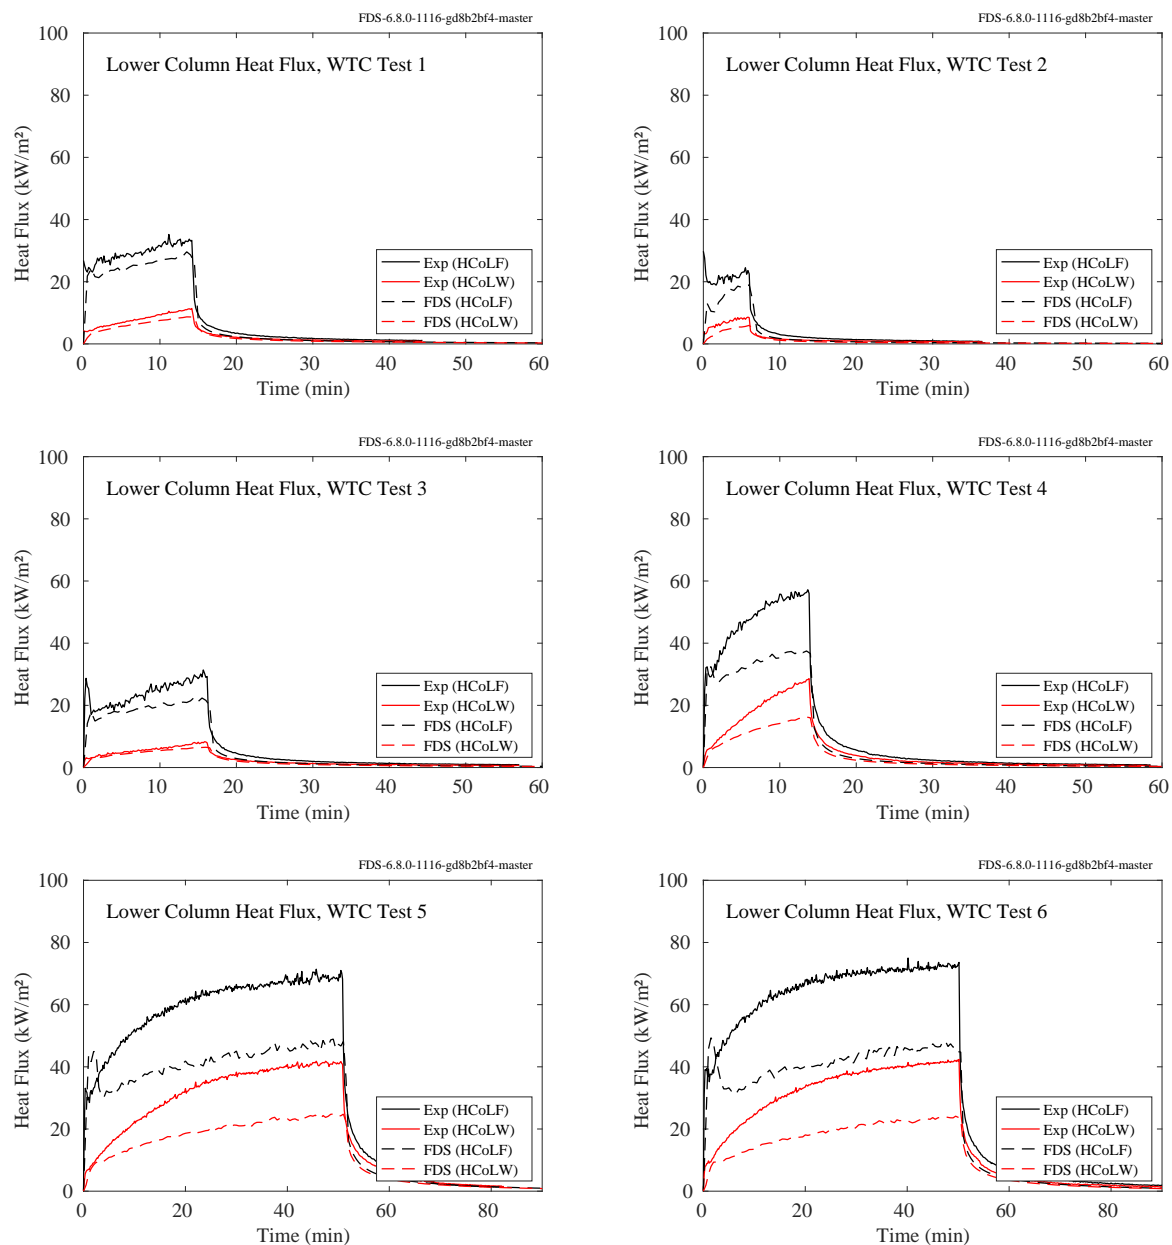 FDS-6.8.0-1116-gd8b2bf4-master
Lower Column Heat Flux, WTC Test 1
Heat Flux (kW/m²)
100
80
60
40
20
0
Exp (HCoLF)
Exp (HCoLW)
FDS (HCoLF)
FDS (HCoLW)
0 10 20 30 40 50 60
Time (min)
FDS-6.8.0-1116-gd8b2bf4-master
Lower Column Heat Flux, WTC Test 2
Heat Flux (kW/m²)
100
80
60
40
20
0
Exp (HCoLF)
Exp (HCoLW)
FDS (HCoLF)
FDS (HCoLW)
0 10 20 30 40 50 60
Time (min)
FDS-6.8.0-1116-gd8b2bf4-master
Lower Column Heat Flux, WTC Test 3
Heat Flux (kW/m²)
100
80
60
40
20
0
Exp (HCoLF)
Exp (HCoLW)
FDS (HCoLF)
FDS (HCoLW)
0 10 20 30 40 50 60
Time (min)
FDS-6.8.0-1116-gd8b2bf4-master
Lower Column Heat Flux, WTC Test 4
Heat Flux (kW/m²)
100
80
60
40
20
0
Exp (HCoLF)
Exp (HCoLW)
FDS (HCoLF)
FDS (HCoLW)
0 10 20 30 40 50 60
Time (min)
FDS-6.8.0-1116-gd8b2bf4-master
Lower Column Heat Flux, WTC Test 5
Heat Flux (kW/m²)
100
80
60
40
20
0
Exp (HCoLF)
Exp (HCoLW)
FDS (HCoLF)
FDS (HCoLW)
0 20 40 60 80
Time (min)
FDS-6.8.0-1116-gd8b2bf4-master
Lower Column Heat Flux, WTC Test 6
Heat Flux (kW/m²)
100
80
60
40
20
0
Exp (HCoLF)
Exp (HCoLW)
FDS (HCoLF)
FDS (HCoLW)
0 20 40 60 80
Time (min)